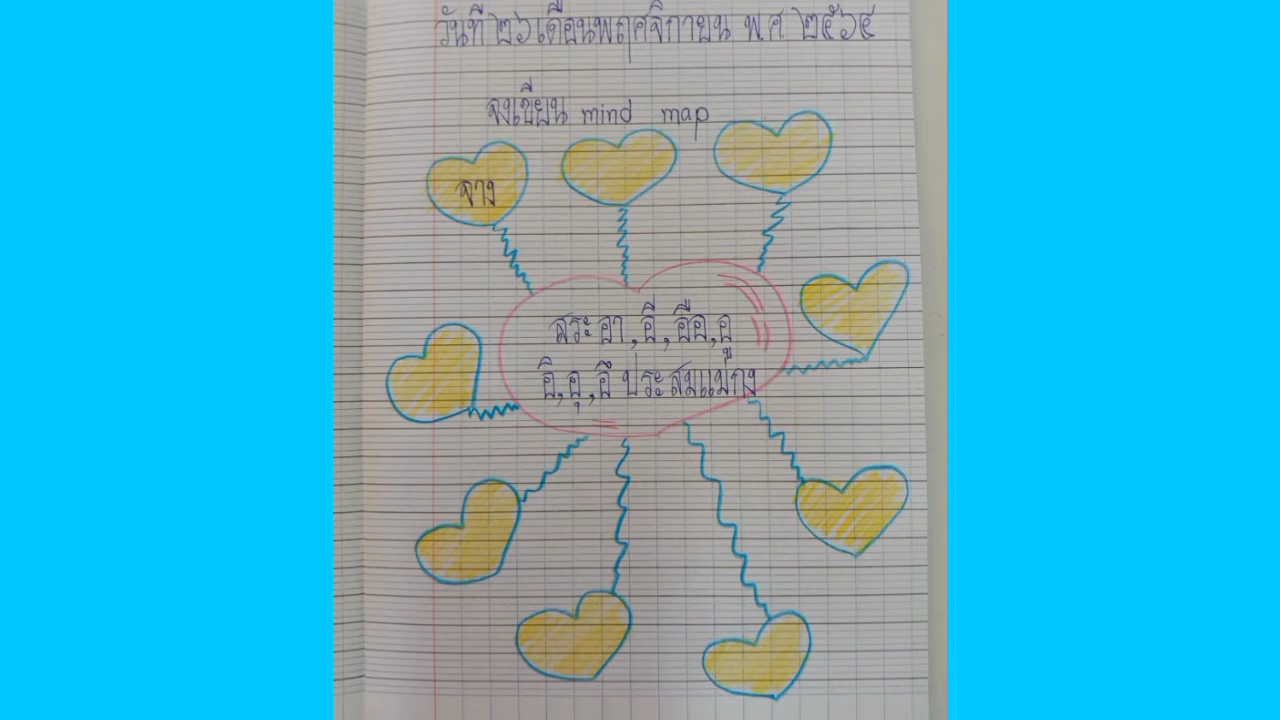 วันที่ ๒๖ เดือนพฤศจิกายน พ.ศ. ๒๕๖๔
จงเขียน mind map
จาง
สระ อา , อี , อือ , อู
อิ , อุ , อึ ประสมแม่กง